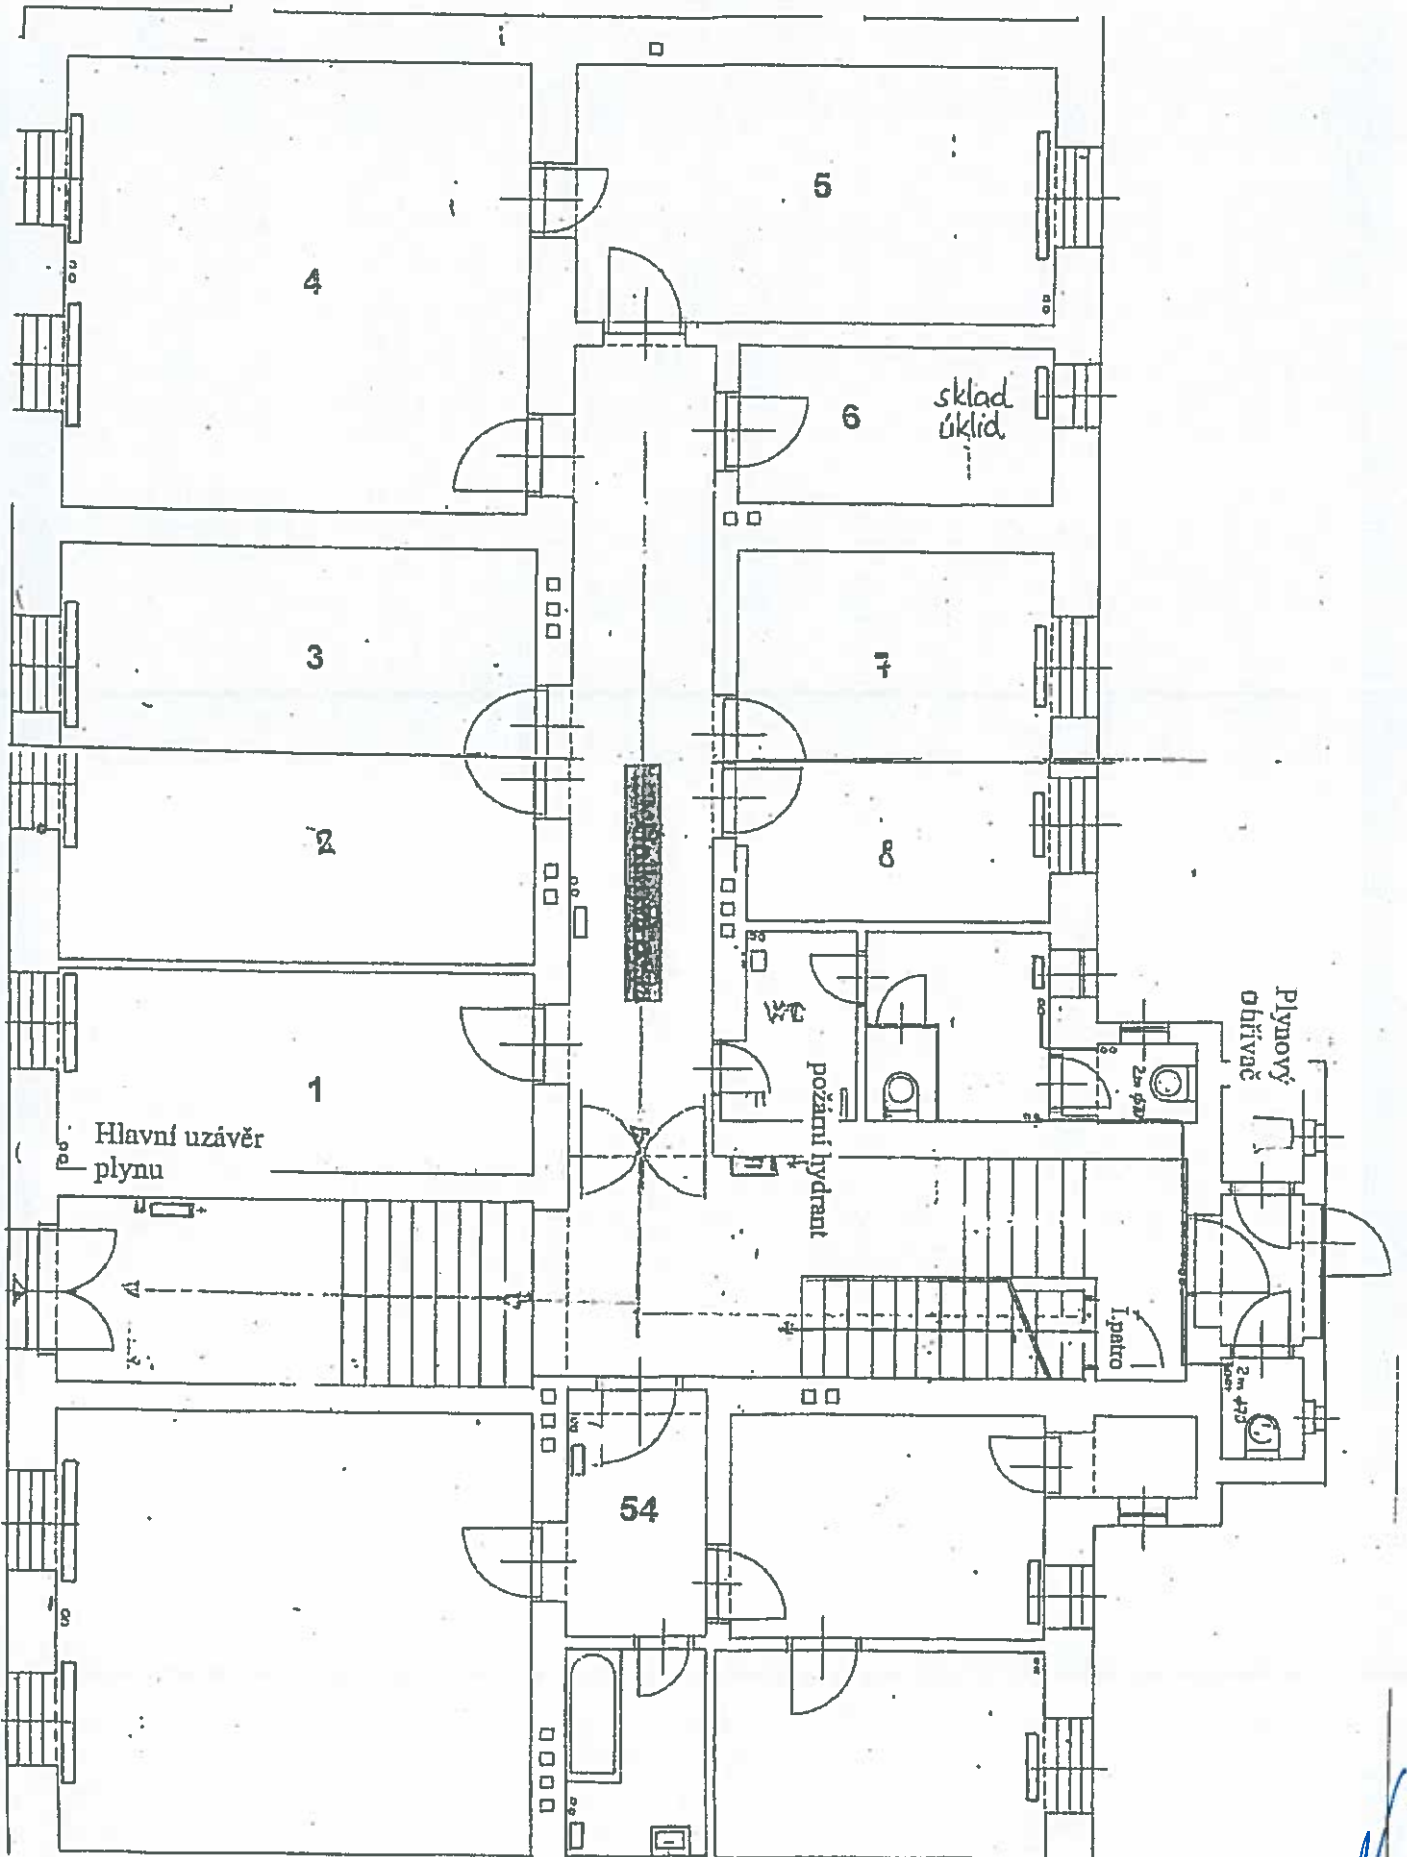 5
4
6
sklad
úklid
3
7
2
8
WC
Plynový
ohřívač
1
požární hydrant
Hlavní uzávěr
plynu
1.patro
54